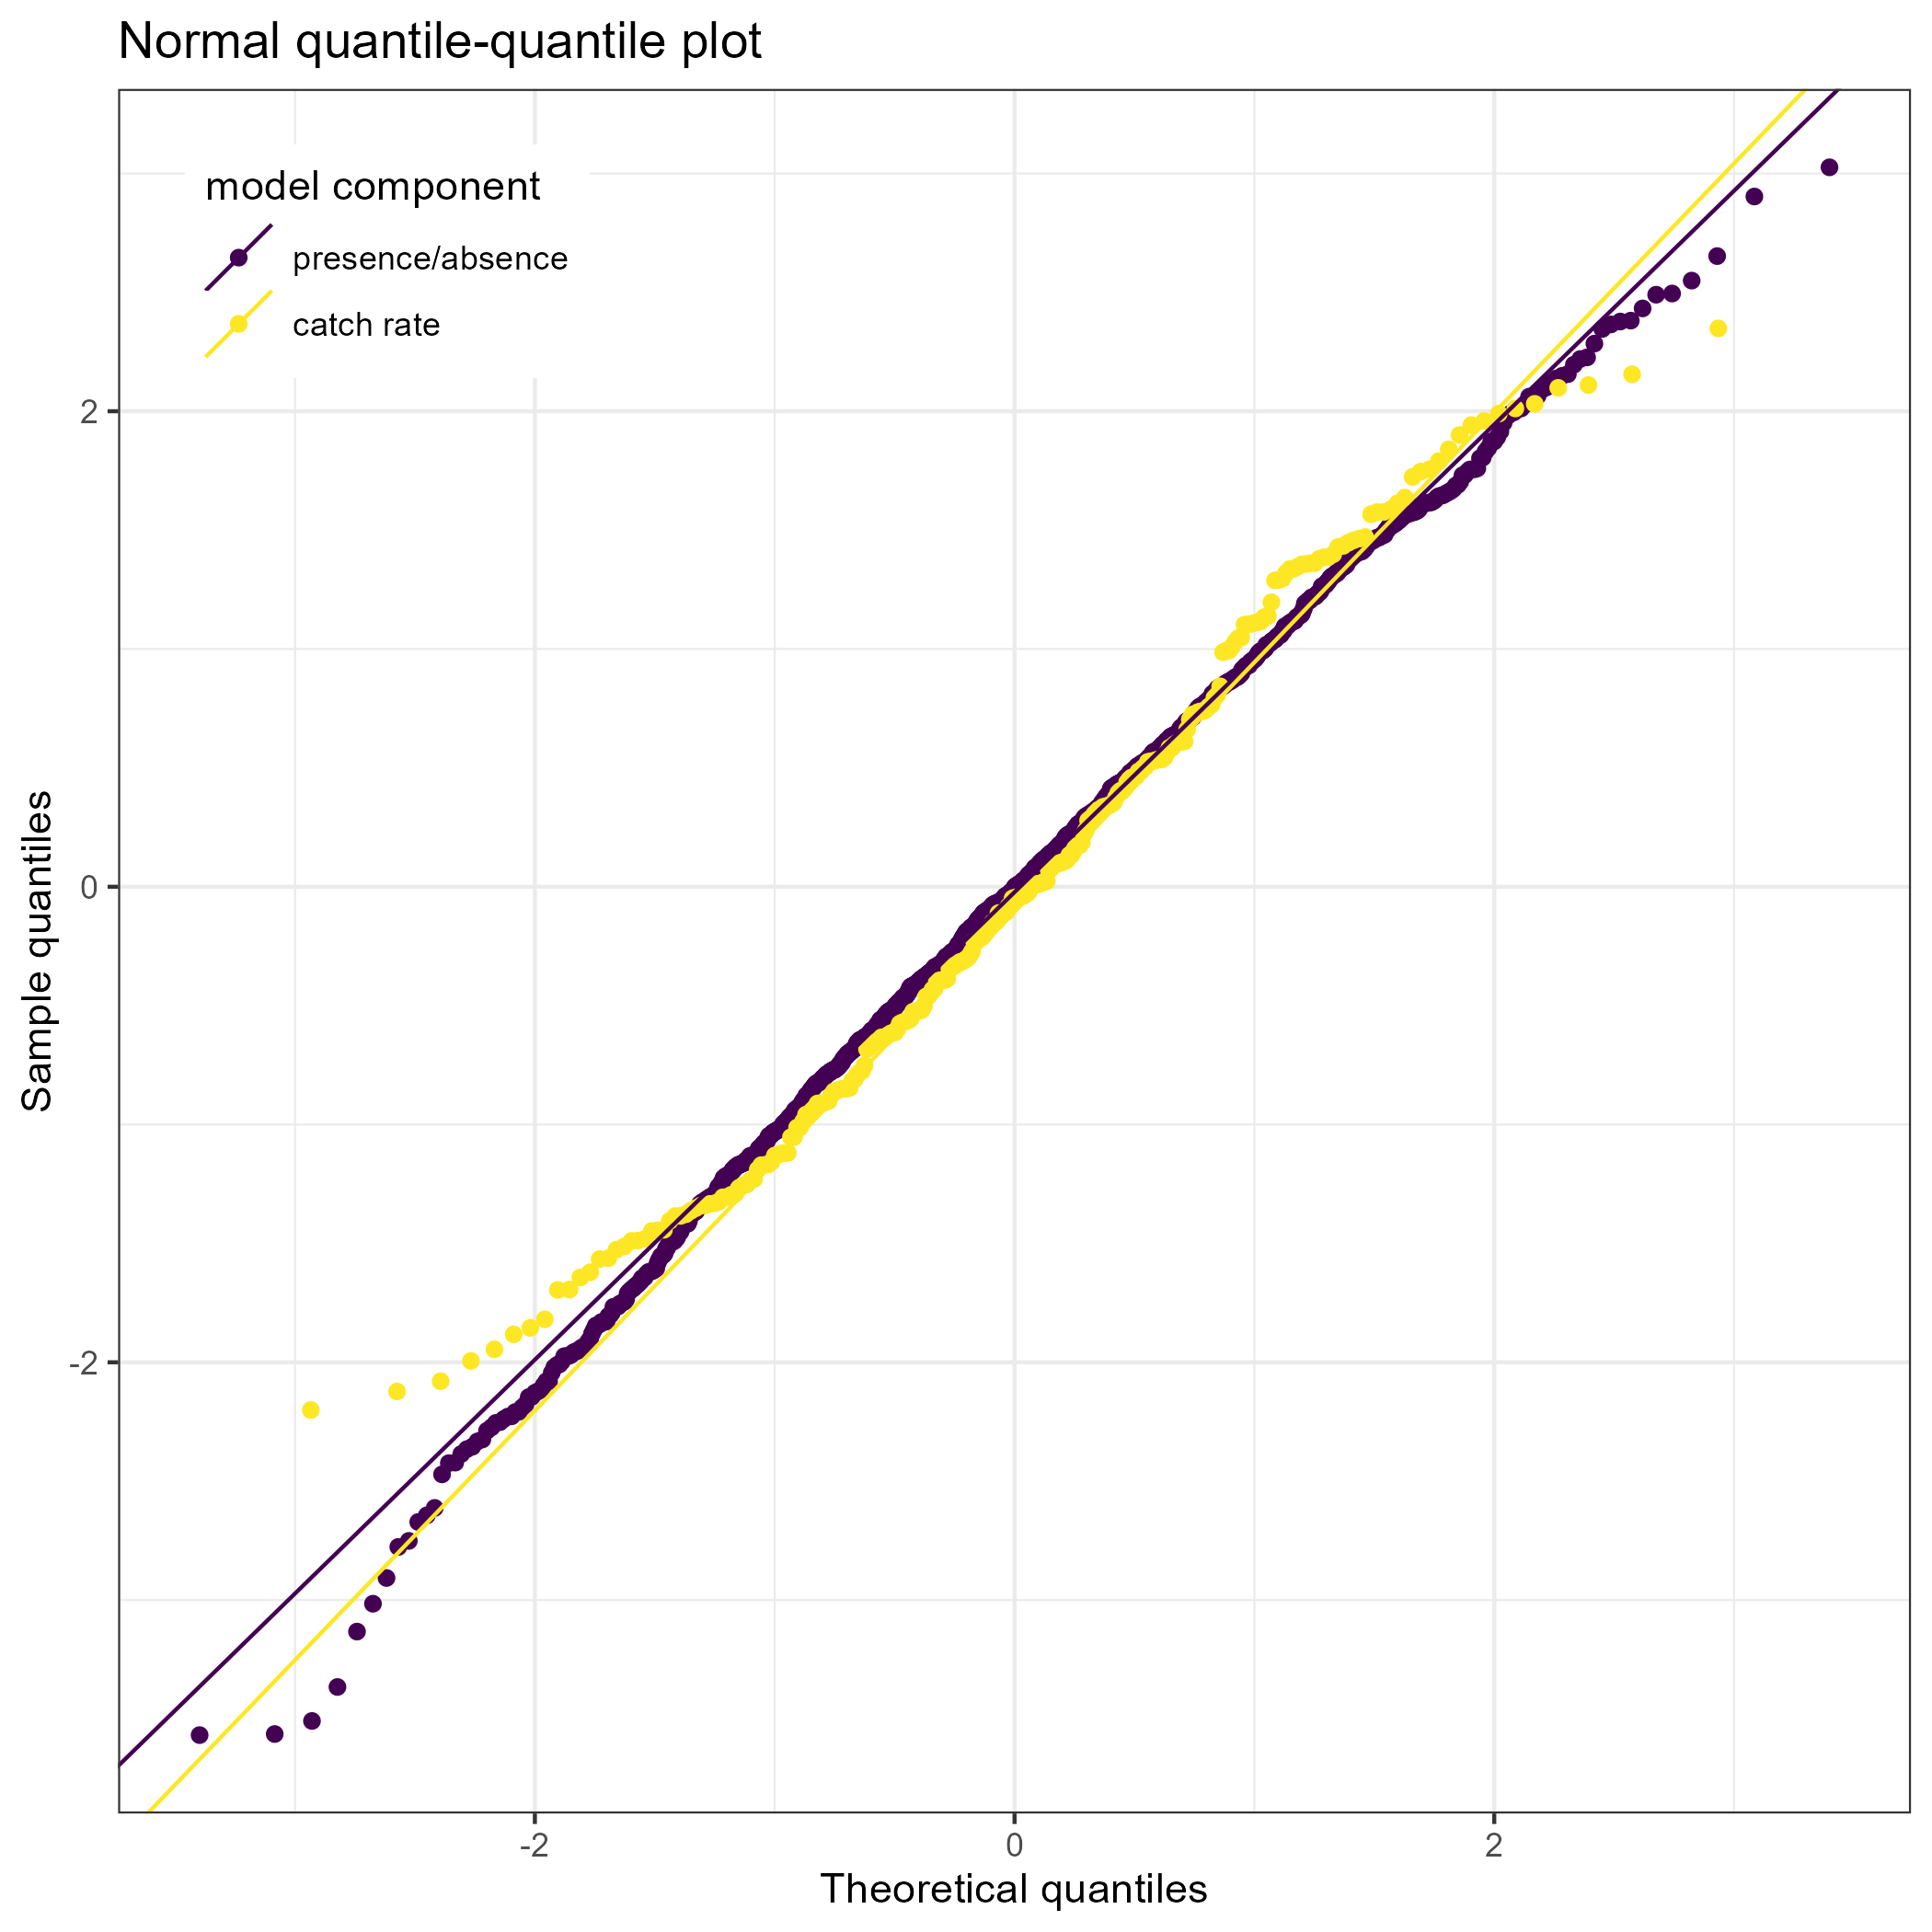 Normal quantile-quantile plot
model component
presence/absence
catch rate
2
0
-2
Sample quantiles
-2
0
2
Theoretical quantiles